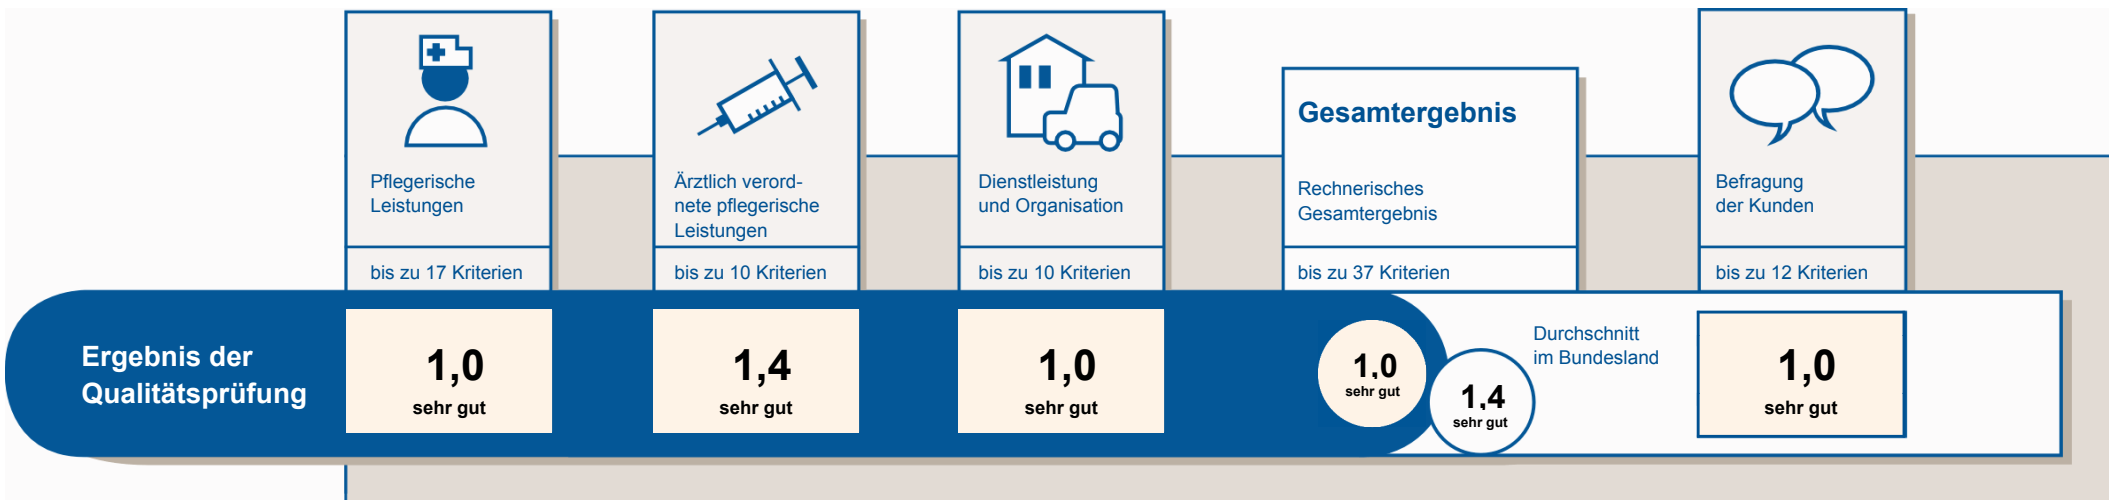 Pflegerische
Leistungen
bis zu 17 Kriterien
Ärztlich verord-
nete pflegerische
Leistungen
bis zu 10 Kriterien
Dienstleistung
und Organisation
bis zu 10 Kriterien
Gesamtergebnis
Rechnerisches
Gesamtergebnis
bis zu 37 Kriterien
Befragung
der Kunden
bis zu 12 Kriterien
Ergebnis der
Qualitätsprüfung
1,0
sehr gut
1,4
sehr gut
1,0
sehr gut
1,0
sehr gut
1,4
sehr gut
Durchschnitt
im Bundesland
1,0
sehr gut